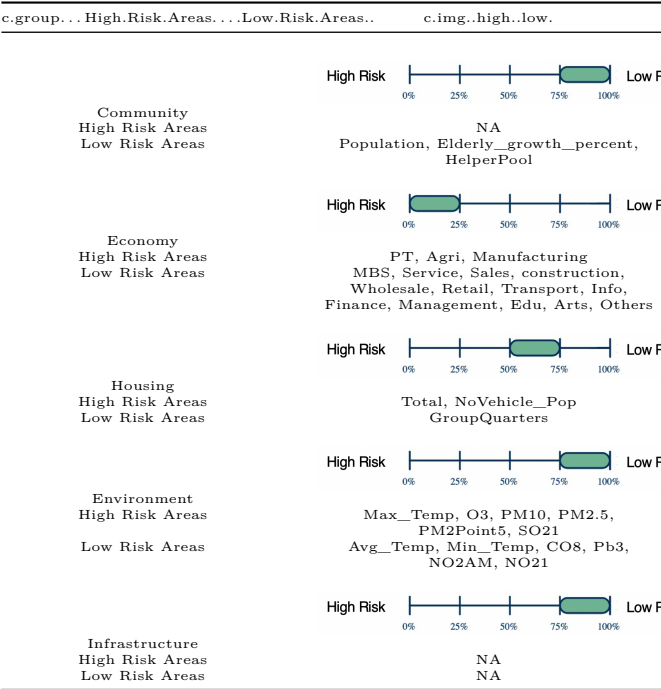 c.group...High.Risk.Areas....Low.Risk.Areas.. c.img..high..low.
High Risk Low R
0% 25% 50% 75% 100%
Community
High Risk Areas NA
Low Risk Areas Population, Elderly_growth_percent,
HelperPool
High Risk Low R
0% 25% 50% 75% 100%
Economy
High Risk Areas PT, Agri, Manufacturing
Low Risk Areas MBS, Service, Sales, construction,
Wholesale, Retail, Transport, Info,
Finance, Management, Edu, Arts, Others
High Risk Low R
0% 25% 50% 75% 100%
Housing
High Risk Areas Total, NoVehicle_Pop
Low Risk Areas GroupQuarters
High Risk Low R
0% 25% 50% 75% 100%
Environment
High Risk Areas Max_Temp, O3, PM10, PM2.5,
PM2Point5, SO21
Low Risk Areas Avg_Temp, Min_Temp, CO8, Pb3,
NO2AM, NO21
High Risk Low R
0% 25% 50% 75% 100%
Infrastructure
High Risk Areas NA
Low Risk Areas NA